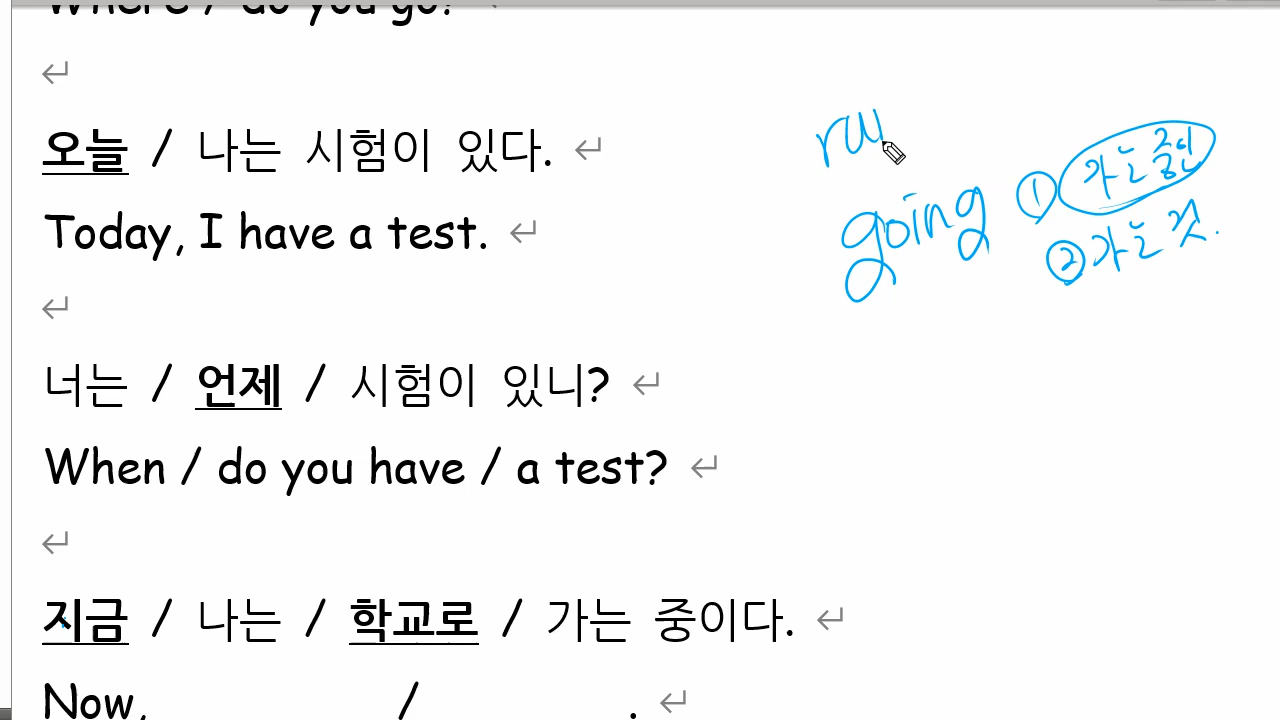 Where / do you go?
오늘 / 나는 시험이 있다.
Today, I have a test.
너는 / 언제 / 시험이 있니?
When / do you have / a test?
지금 / 나는 / 학교로 / 가는 중이다.
Now, / .
ru
going ① 가는 중인
② 가는 것.